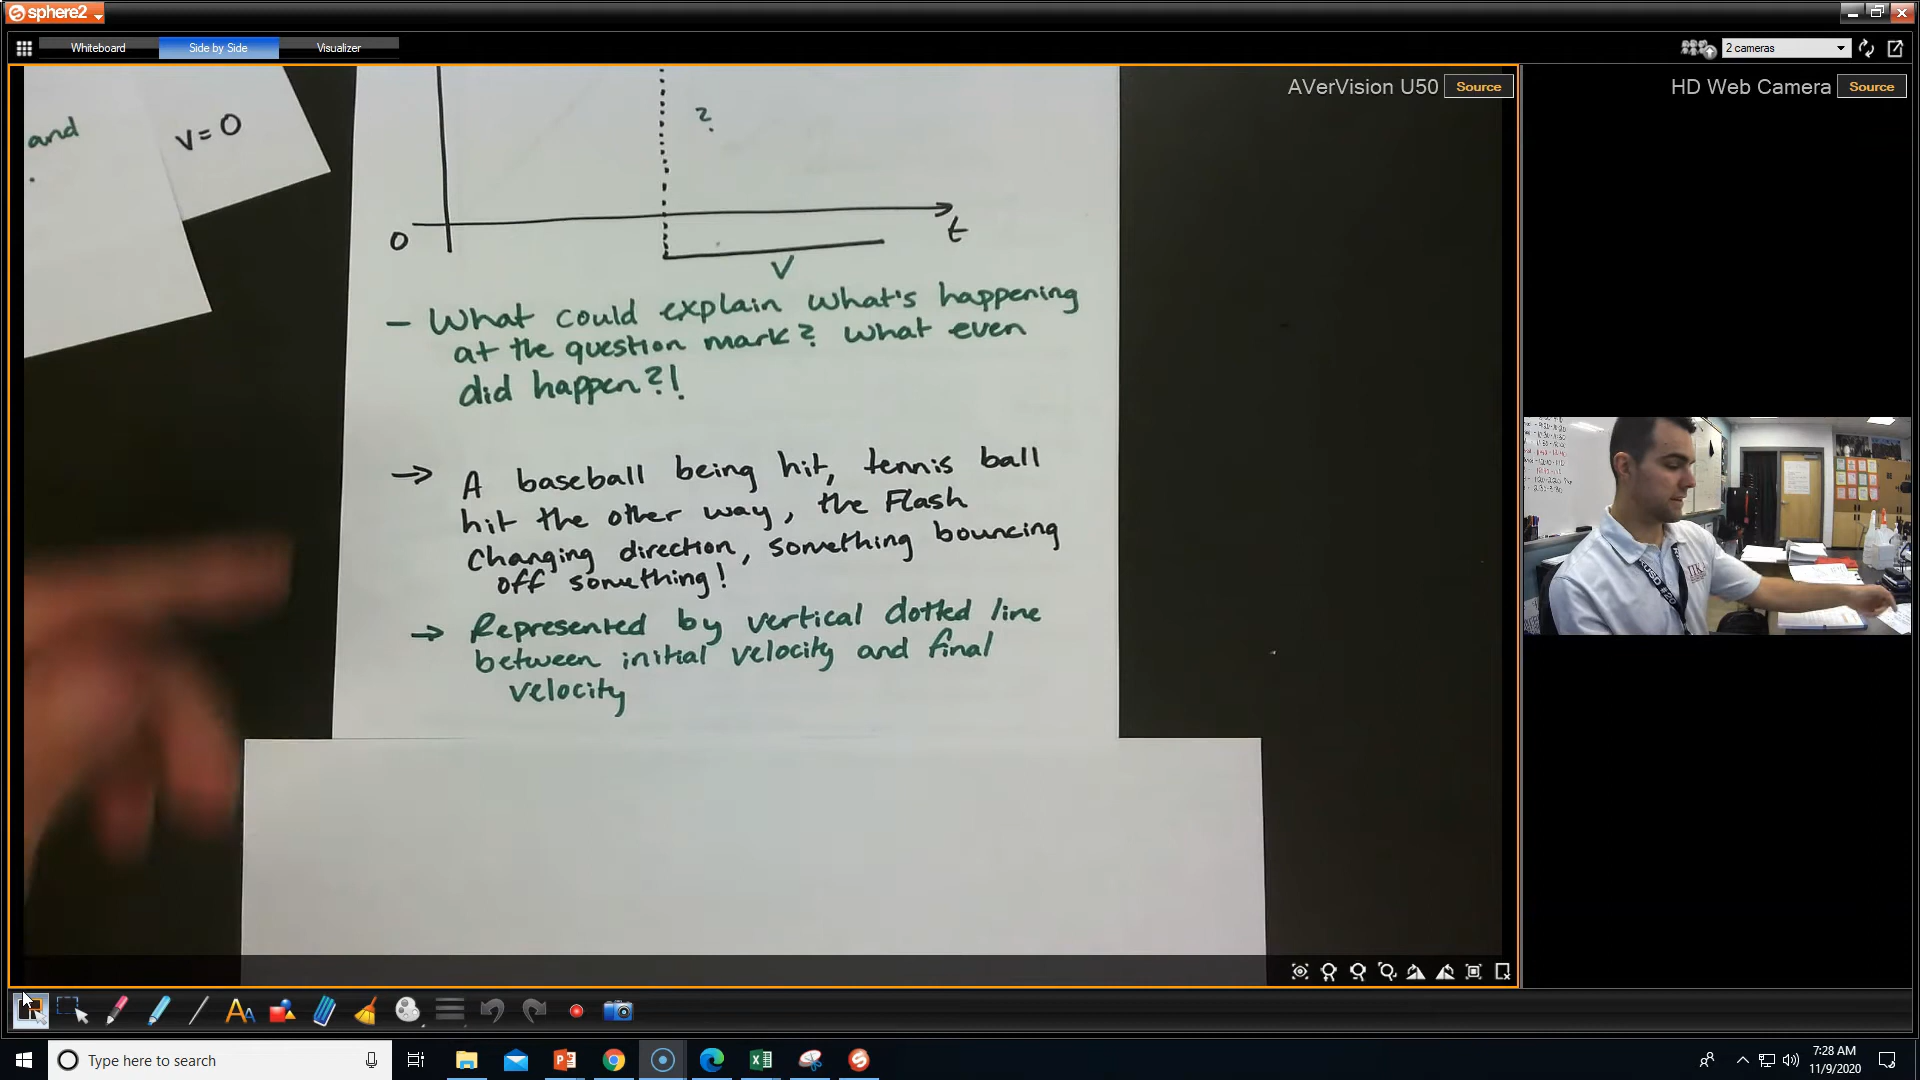 sphere2
Whiteboard
Side by Side
Visualizer
2 cameras
AVerVision U50
Source
HD Web Camera
Source
and
.
v=0
?
0
t
v
- What could explain what's happening
at the question mark? What even
did happen?!
→ A baseball being hit, tennis ball
hit the other way, the Flash
changing direction, something bouncing
off something!
→ Represented by vertical dotted line
between initial velocity and final
velocity
Type here to search
7:28 AM
11/9/2020